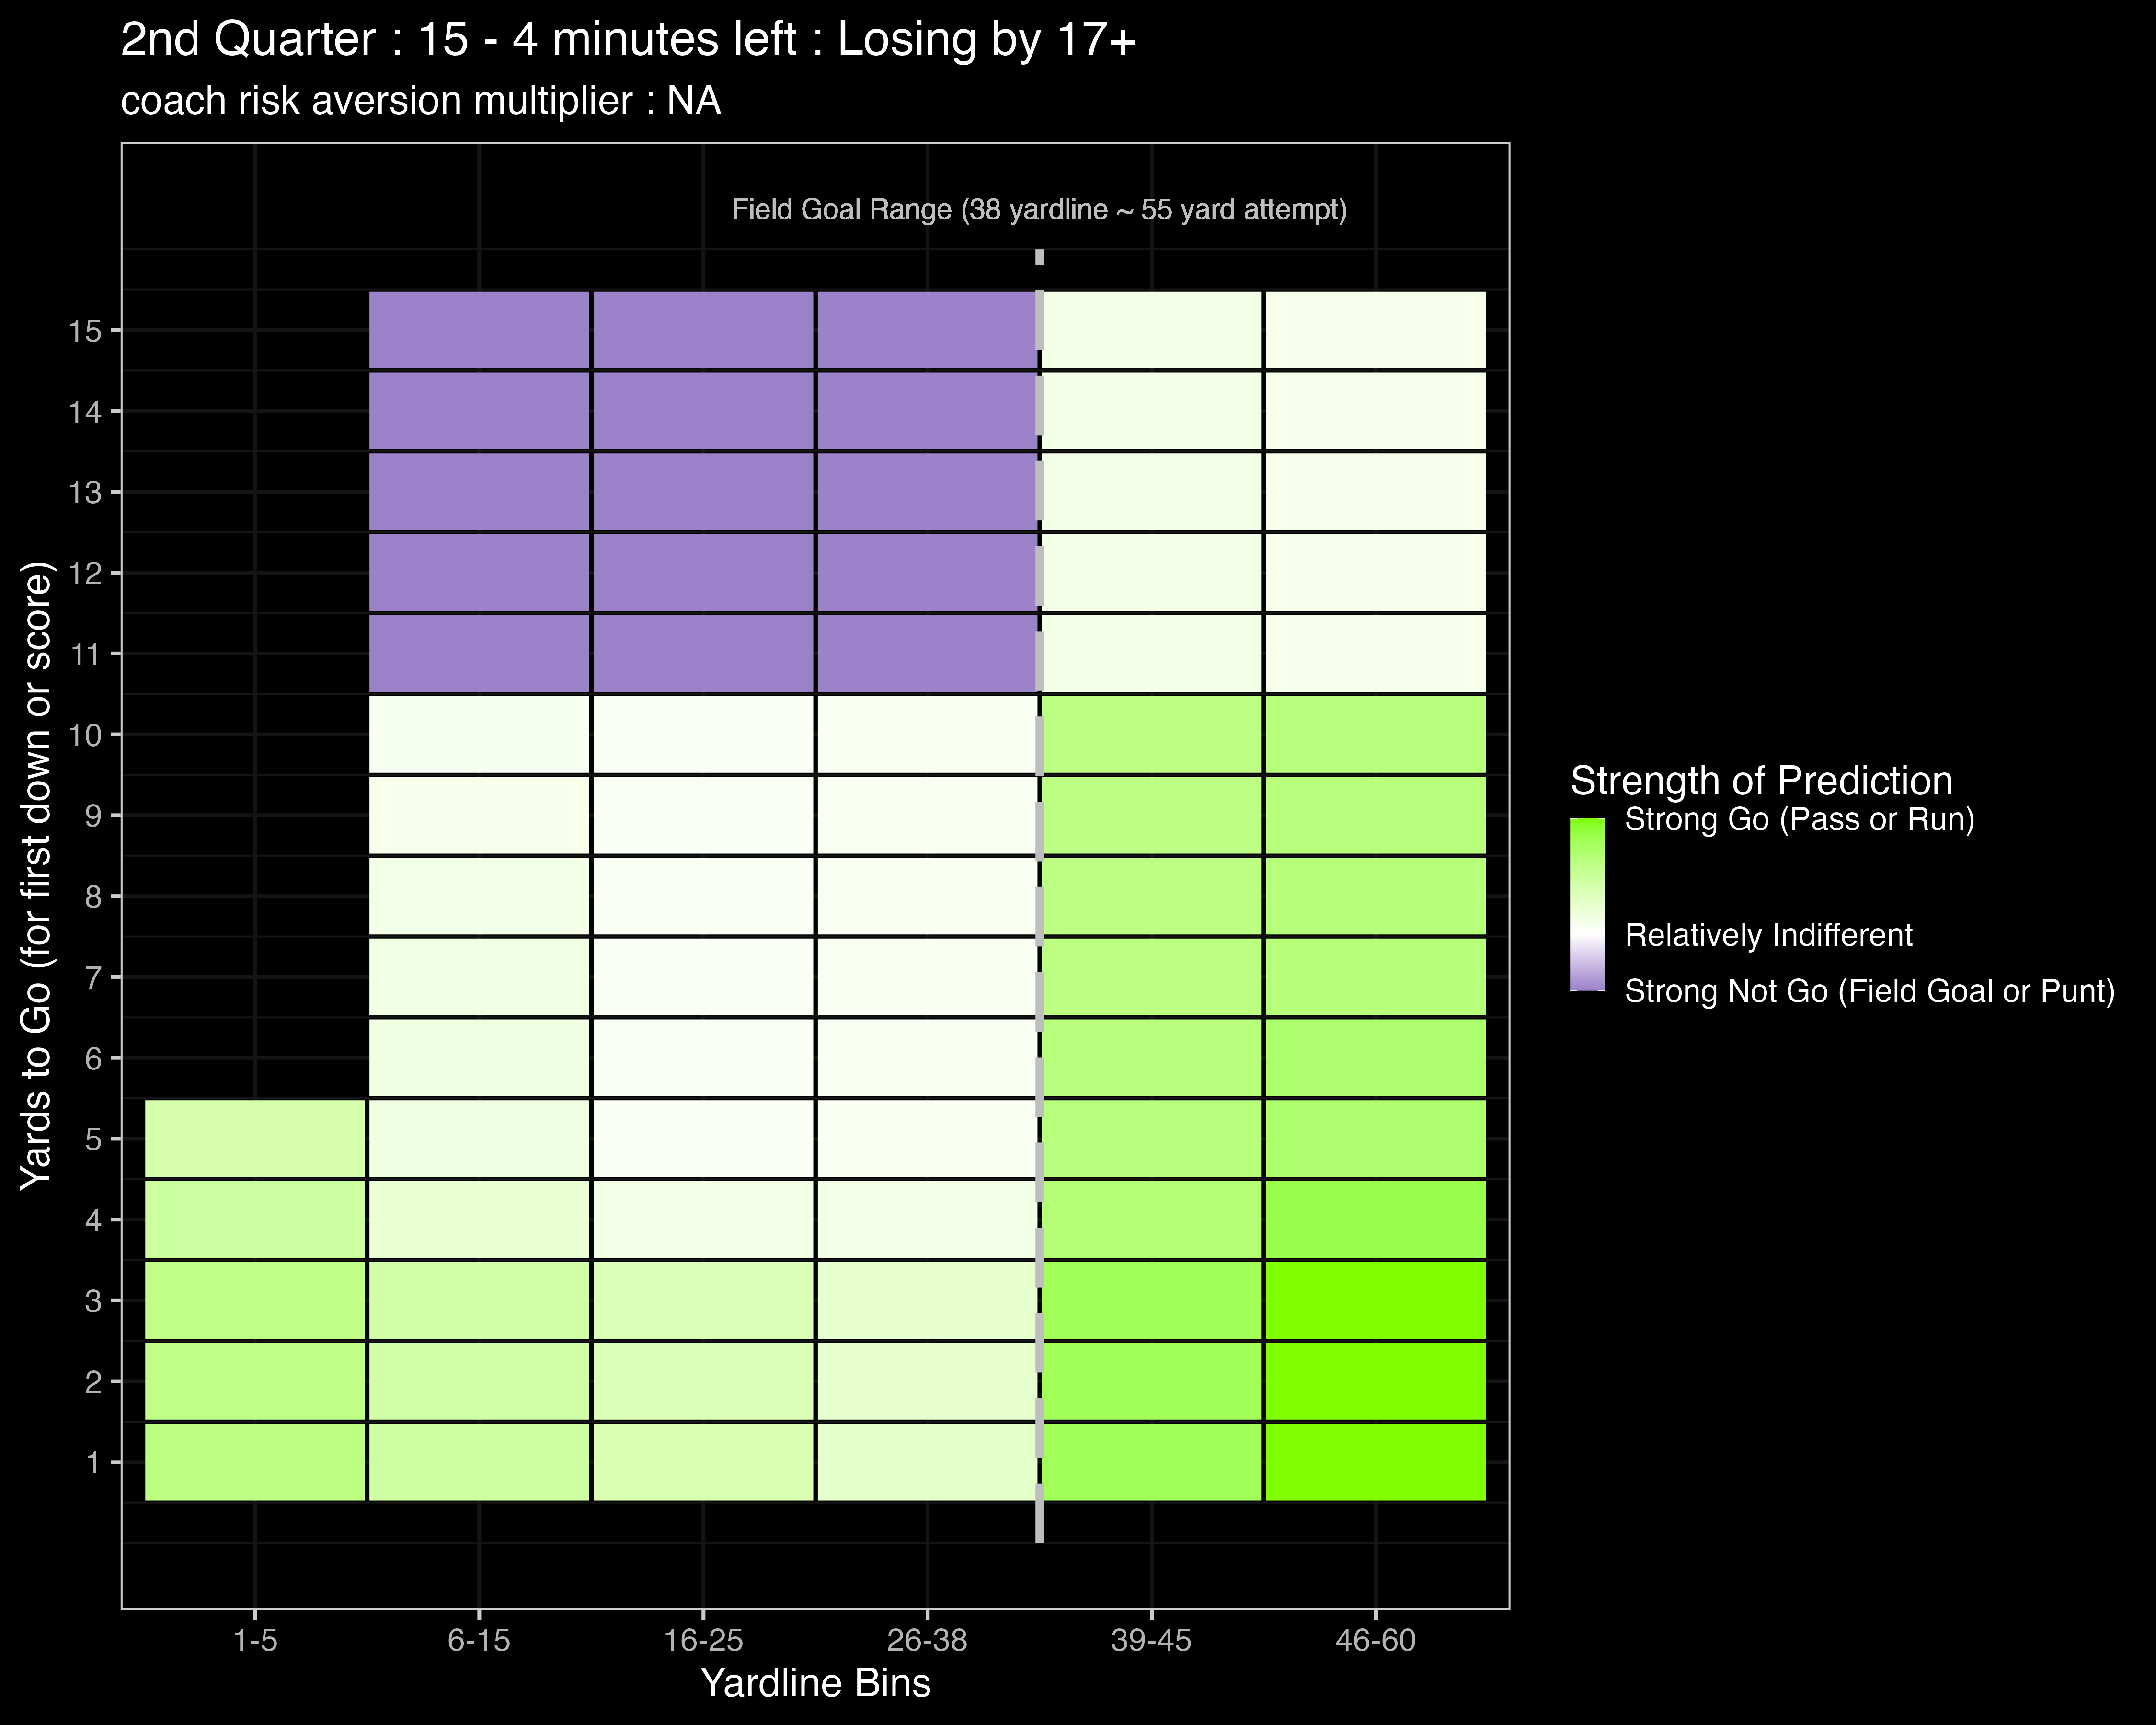 2nd Quarter : 15 - 4 minutes left : Losing by 17+
coach risk aversion multiplier : NA
Field Goal Range (38 yardline ~ 55 yard attempt)
Yards to Go (for first down or score)
15
14
13
12
11
10
9
8
7
6
5
4
3
2
1
1-5
6-15
16-25
26-38
39-45
46-60
Yardline Bins
Strength of Prediction
Strong Go (Pass or Run)
Relatively Indifferent
Strong Not Go (Field Goal or Punt)